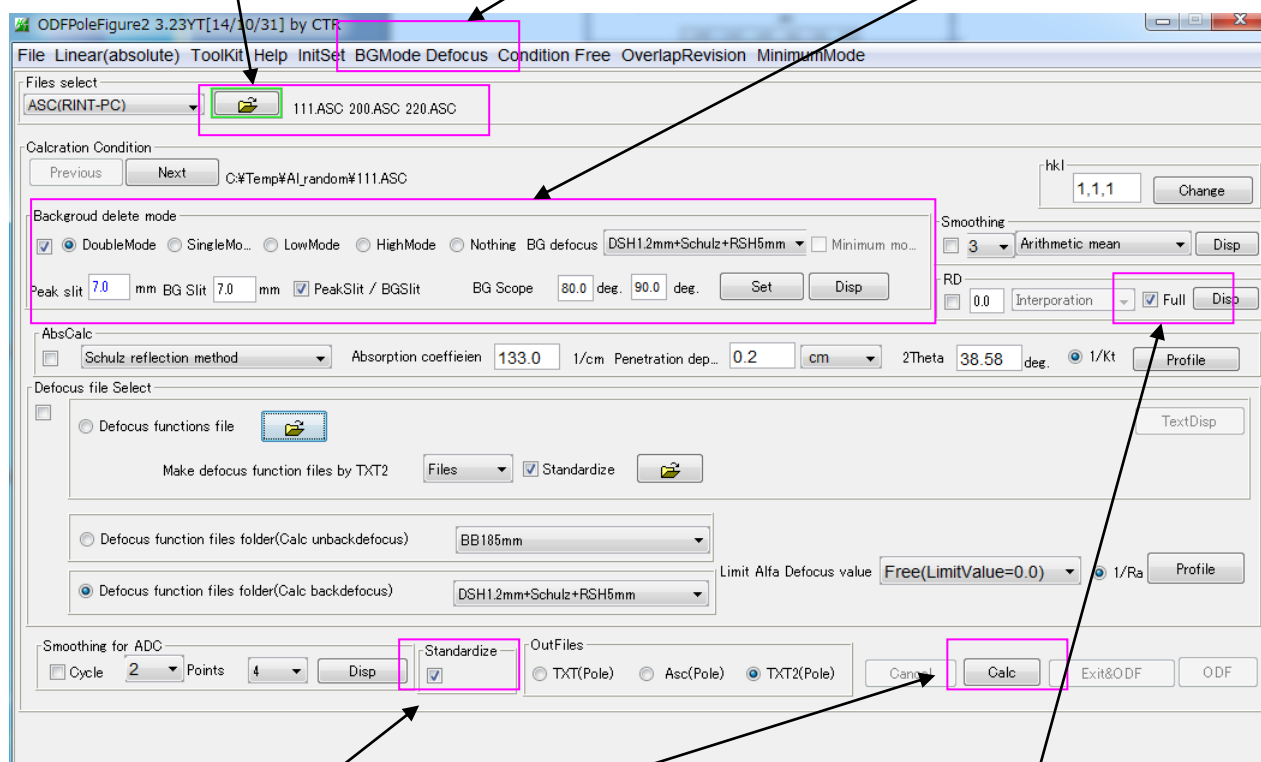 ODFPoleFigure2 3.23YT[14/10/31] by CTR
File Linear(absolute) ToolKit Help InitSet BGMode Defocus Condition Free OverlapRevision MinimumMode
Files select
ASC(RINT-PC) 111.ASC 200.ASC 220.ASC
Calcration Condition
Previous Next C:¥Temp¥Al_random¥111.ASC
hkl
1,1,1 Change
Backgroud delete mode
DoubleMode SingleMo... LowMode HighMode Nothing BG defocus DSH1.2mm+Schulz+RSH5mm Minimum mo...
Peak slit 7.0 mm BG Slit 7.0 mm PeakSlit / BGSlit BG Scope 80.0 deg. 90.0 deg. Set Disp
Smoothing
3 Arithmetic mean Disp
RD
0.0 Interporation Full Disp
AbsCalc
Schulz reflection method Absorption coeffieien 133.0 1/cm Penetration dep... 0.2 cm 2Theta 38.58 deg. 1/Kt Profile
Defocus file Select
Defocus functions file TextDisp
Make defocus function files by TXT2 Files Standardize
Defocus function files folder(Calc unbackdefocus) BB185mm
Defocus function files folder(Calc backdefocus) DSH1.2mm+Schulz+RSH5mm
Limit Alfa Defocus value Free(LimitValue=0.0) 1/Ra Profile
Smoothing for ADC
Cycle 2 Points 4 Disp
Standardize
OutFiles
TXT(Pole) Asc(Pole) TXT2(Pole)
Cancel Calc Exit&ODF ODF